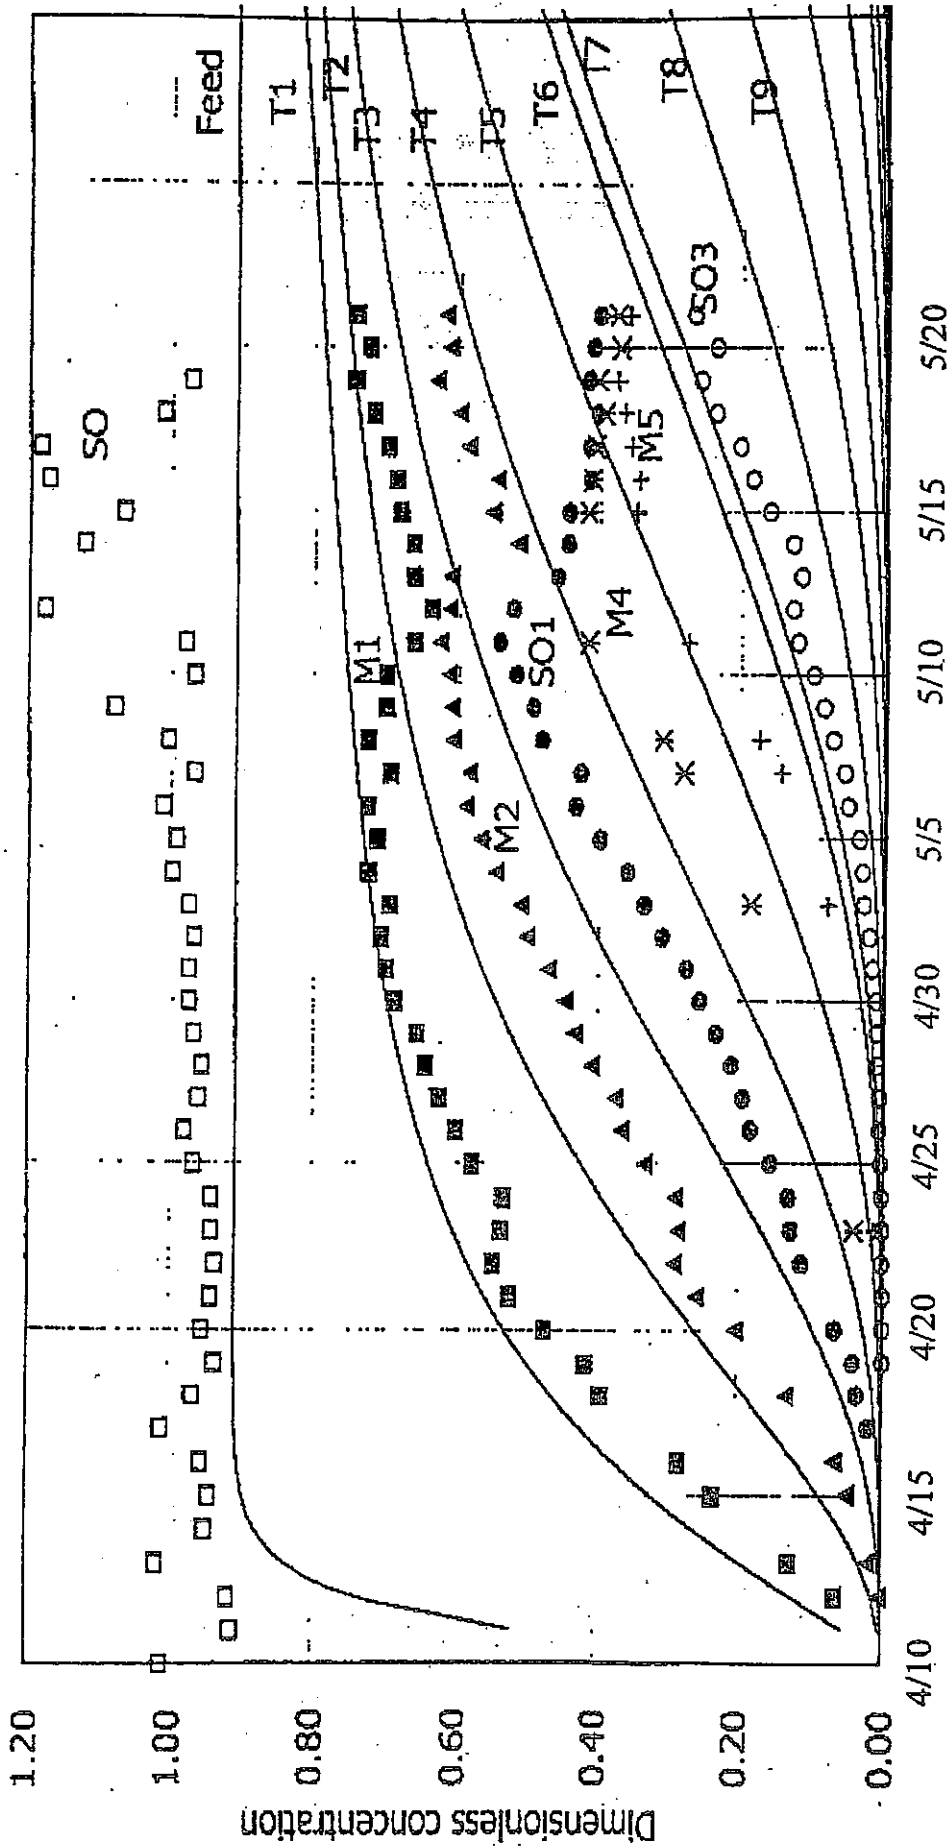 Dimensionless concentration
1.20
1.00
0.80
0.60
0.40
0.20
0.00
4/10
4/15
4/20
4/25
4/30
5/5
5/10
5/15
5/20
SO
Feed
T1
T2
T3
T4
T5
T6
T7
T8
T9
M1
M2
SO1
M4
M5
SO3